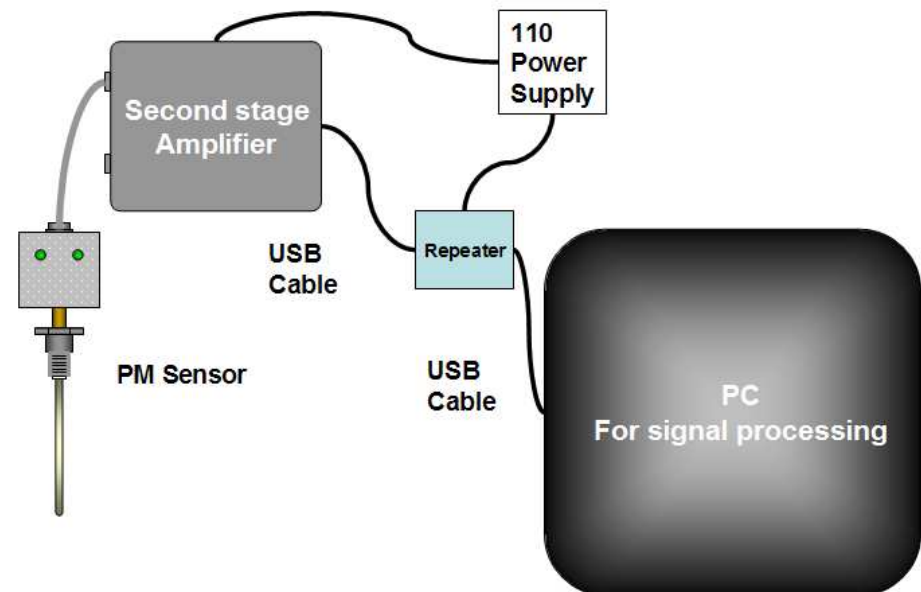 110
Power
Supply
Second stage
Amplifier
Repeater
USB
Cable
PM Sensor
USB
Cable
PC
For signal processing